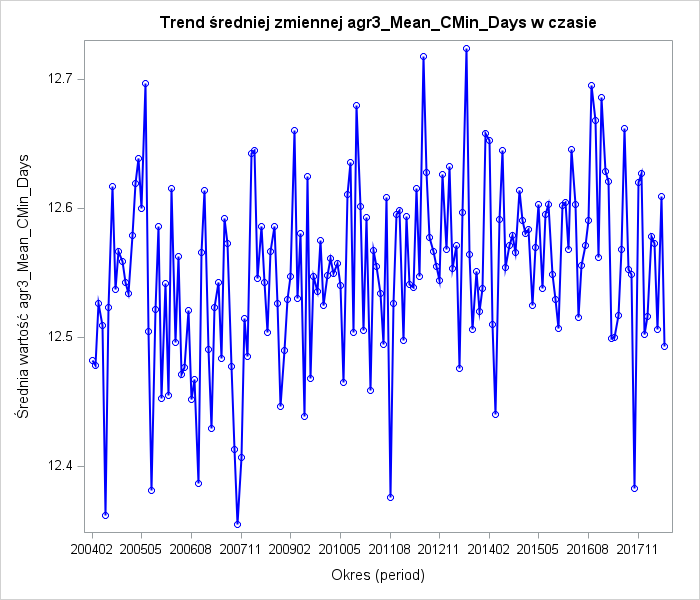 Trend średniej zmiennej agr3_Mean_CMin_Days w czasie
Średnia wartość agr3_Mean_CMin_Days
12.7
12.6
12.5
12.4
200402 200505 200608 200711 200902 201005 201108 201211 201402 201505 201608 201711
Okres (period)